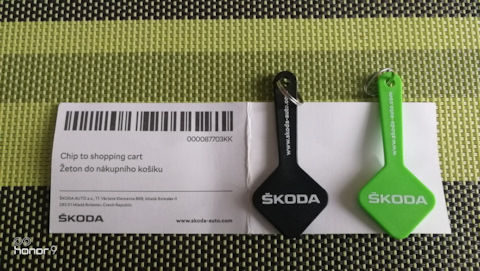 000087703KK
Chip to shopping cart
Žeton do nákupního košíku
ŠKODA AUTO a.s., Tř. Václava Klementa 869, Mladá Boleslav II
293 01 Mladá Boleslav, Czech Republic
ŠKODA
www.skoda-auto.com
www.skoda-auto.co
ŠKODA
www.skoda-auto.com
ŠKODA
honor 9